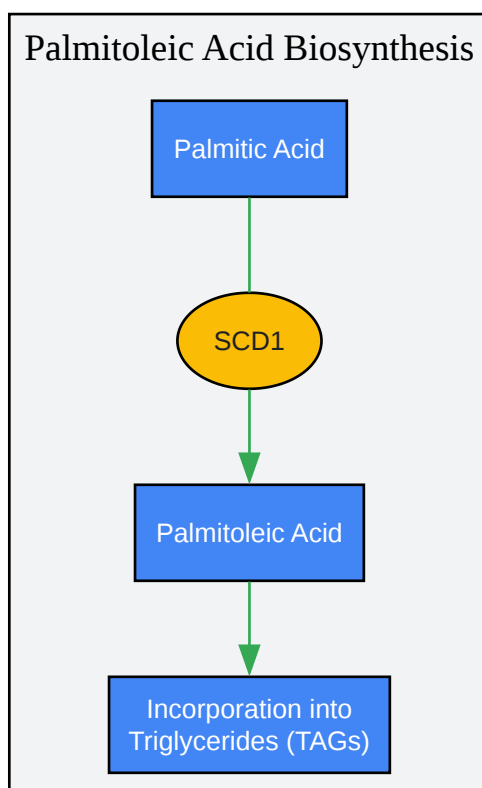 Palmitoleic Acid Biosynthesis
Palmitic Acid
SCD1
Palmitoleic Acid
Incorporation into
Triglycerides (TAGs)